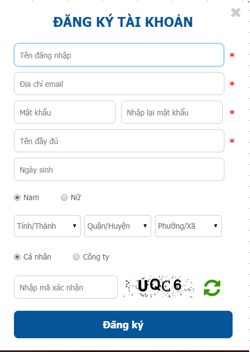 ĐĂNG KÝ TÀI KHOẢN
Tên đăng nhập *
Địa chỉ email *
Mật khẩu Nhập lại mật khẩu *
Tên đầy đủ *
Ngày sinh
Nam Nữ
Tỉnh/Thành Quận/Huyện Phường/Xã
Cá nhân Công ty
Nhập mã xác nhận UQC6
Đăng ký